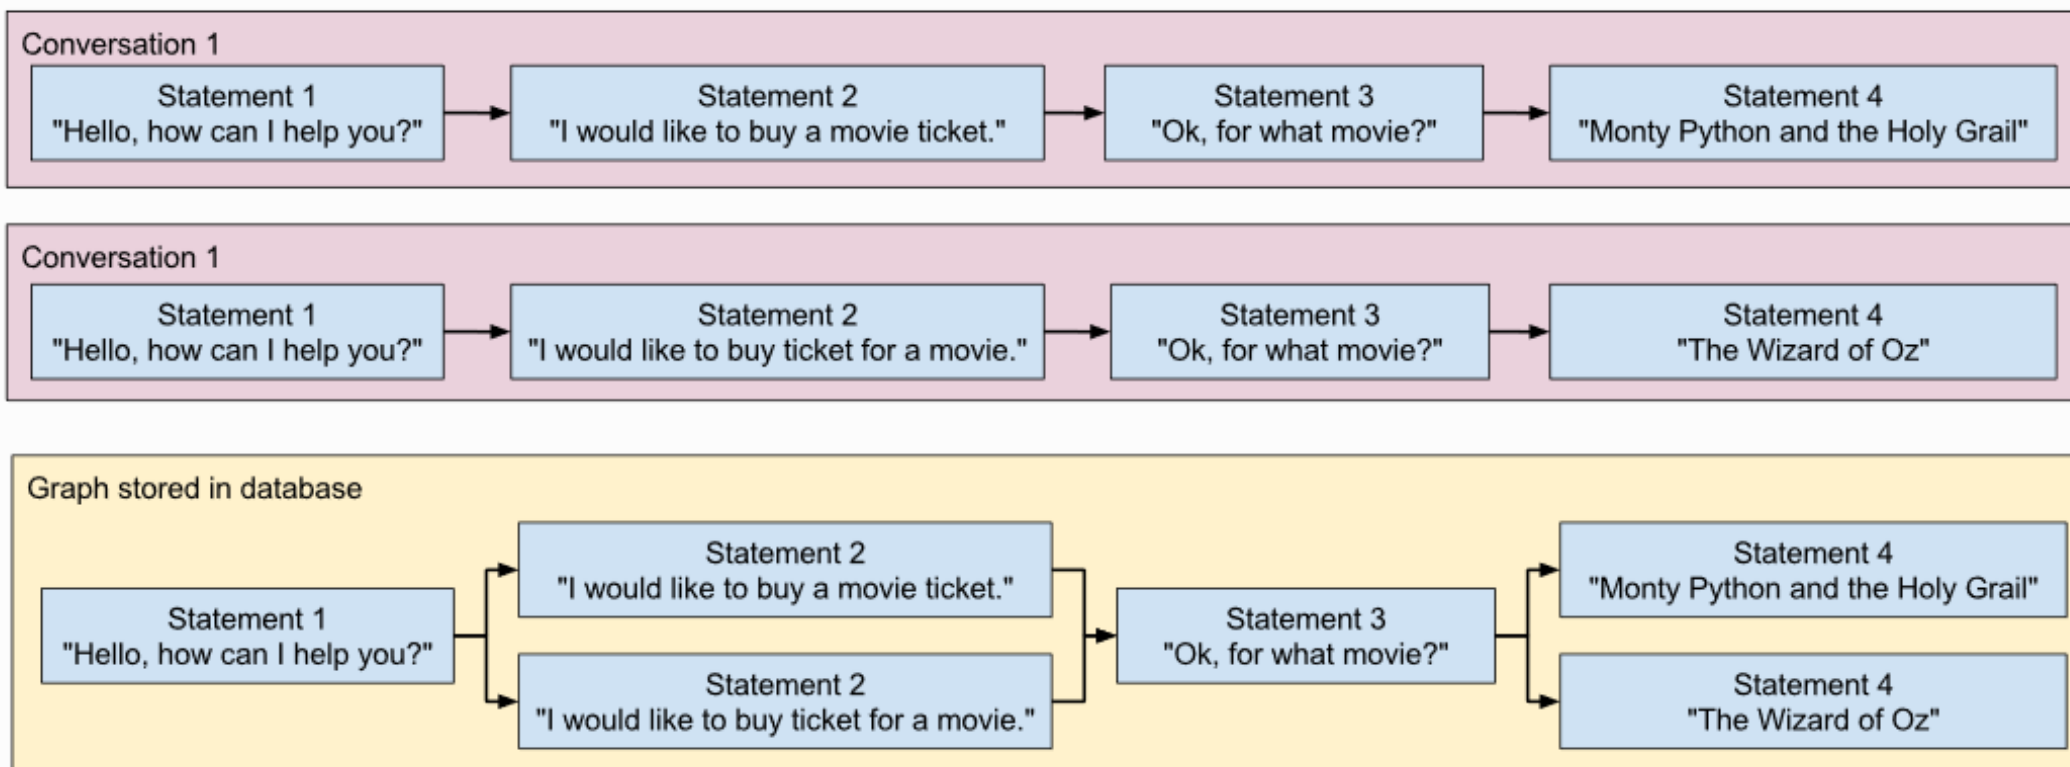 Conversation 1
Statement 1
"Hello, how can I help you?"
Statement 2
"I would like to buy a movie ticket."
Statement 3
"Ok, for what movie?"
Statement 4
"Monty Python and the Holy Grail"
Conversation 1
Statement 1
"Hello, how can I help you?"
Statement 2
"I would like to buy ticket for a movie."
Statement 3
"Ok, for what movie?"
Statement 4
"The Wizard of Oz"
Graph stored in database
Statement 1
"Hello, how can I help you?"
Statement 2
"I would like to buy a movie ticket."
Statement 2
"I would like to buy ticket for a movie."
Statement 3
"Ok, for what movie?"
Statement 4
"Monty Python and the Holy Grail"
Statement 4
"The Wizard of Oz"